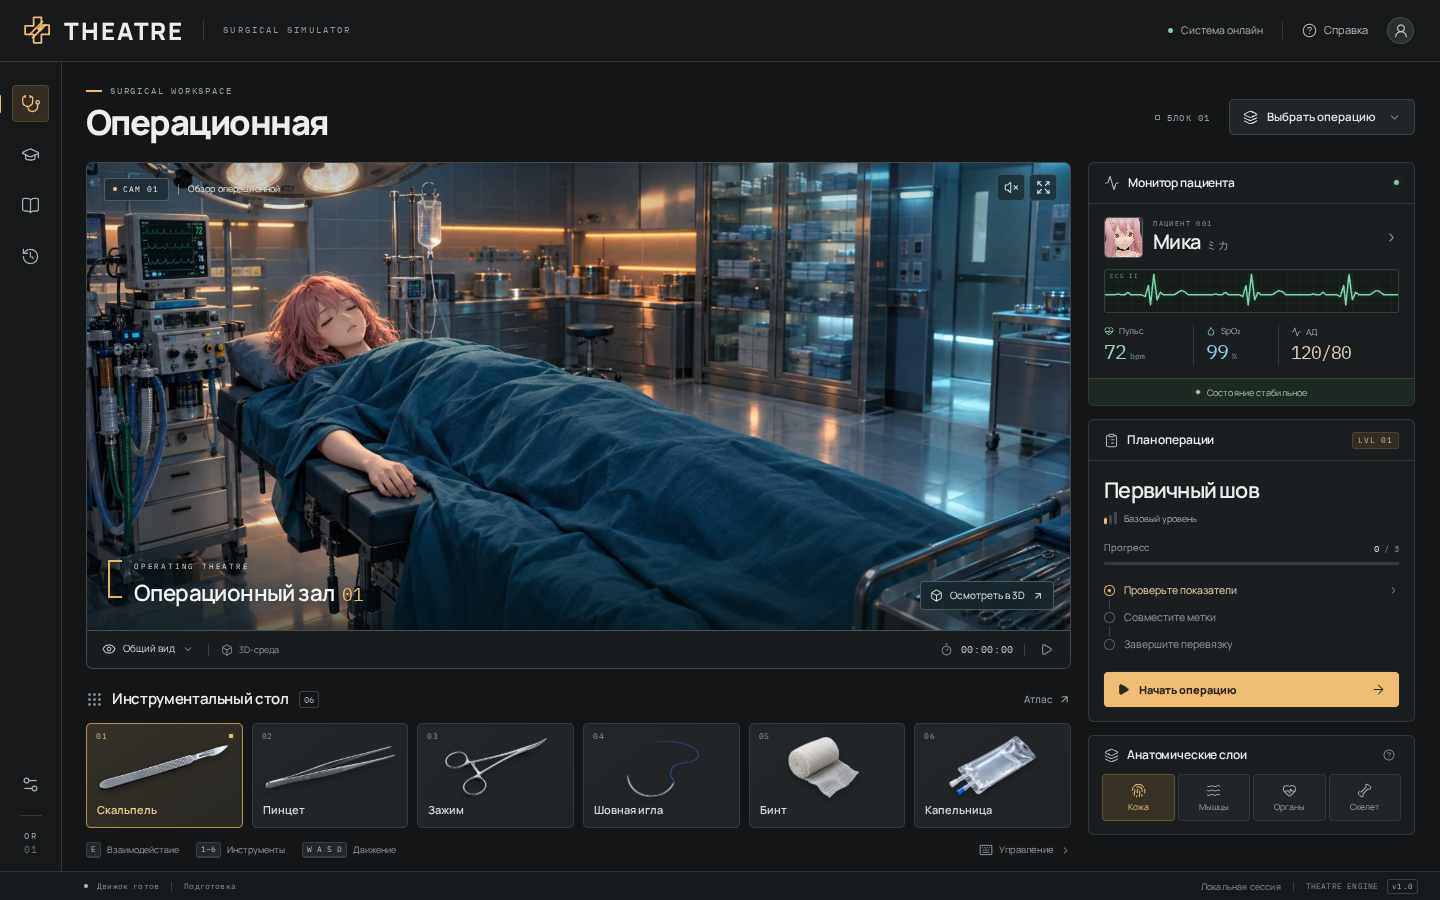 THEATRE
SURGICAL SIMULATOR
Система онлайн
Справка
SURGICAL WORKSPACE
Операционная
БЛОК 01
Выбрать операцию
CAM 01
Обзор операционной
72
OPERATING THEATRE
Операционный зал 01
Осмотреть в 3D
Общий вид
3D-среда
00:00:00
Монитор пациента
ПАЦИЕНТ 001
Мика ミカ
ECG II
Пульс
72 bpm
SpO₂
99 %
АД
120/80
Состояние стабильное
План операции
LVL 01
Первичный шов
Базовый уровень
Прогресс
0 / 3
Проверьте показатели
Совместите метки
Завершите перевязку
Начать операцию
Анатомические слои
Кожа
Мышцы
Органы
Скелет
Инструментальный стол
06
Атлас
01
Скальпель
02
Пинцет
03
Зажим
04
Шовная игла
05
Бинт
06
Капельница
E Взаимодействие
1–6 Инструменты
W A S D Движение
Управление
OR
01
Движок готов
Подготовка
Локальная сессия
THEATRE ENGINE
v1.0